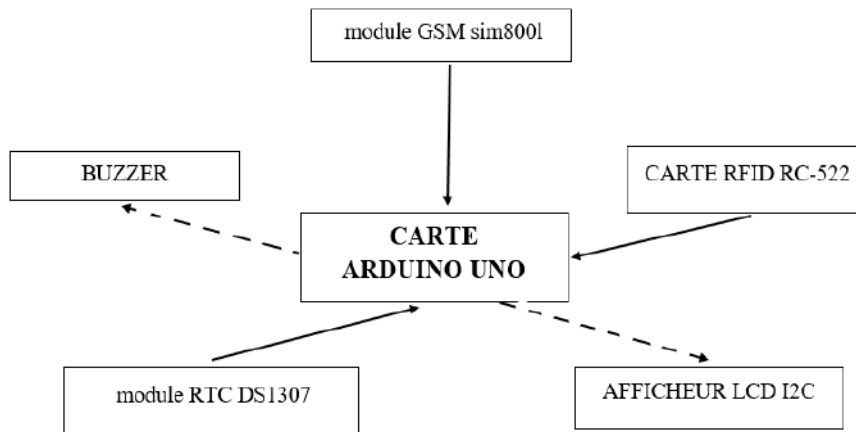 module GSM sim800l
BUZZER
CARTE RFID RC-522
CARTE
ARDUINO UNO
module RTC DS1307
AFFICHEUR LCD I2C